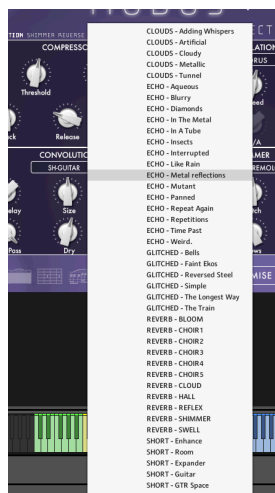 CLOUDS - Adding Whispers
CLOUDS - Artificial
CLOUDS - Cloudy
CLOUDS - Metallic
CLOUDS - Tunnel
ECHO - Aqueous
ECHO - Blurry
ECHO - Diamonds
ECHO - In The Metal
ECHO - In A Tube
ECHO - Insects
ECHO - Interrupted
ECHO - Like Rain
ECHO - Metal reflections
ECHO - Mutant
ECHO - Panned
ECHO - Repeat Again
ECHO - Repetitions
ECHO - Time Past
ECHO - Weird.
GLITCHED - Bells
GLITCHED - Faint Ekos
GLITCHED - Reversed Steel
GLITCHED - Simple
GLITCHED - The Longest Way
GLITCHED - The Train
REVERB - BLOOM
REVERB - CHOIR1
REVERB - CHOIR2
REVERB - CHOIR3
REVERB - CHOIR4
REVERB - CHOIR5
REVERB - CLOUD
REVERB - HALL
REVERB - REFLEX
REVERB - SHIMMER
REVERB - SWELL
SHORT - Enhance
SHORT - Room
SHORT - Expander
SHORT - Guitar
SHORT - GTR Space
SHIMMER REVERSE
COMPRESSO
Threshold
Release
CONVOLUTIO
SH-GUITAR
Size
Dry